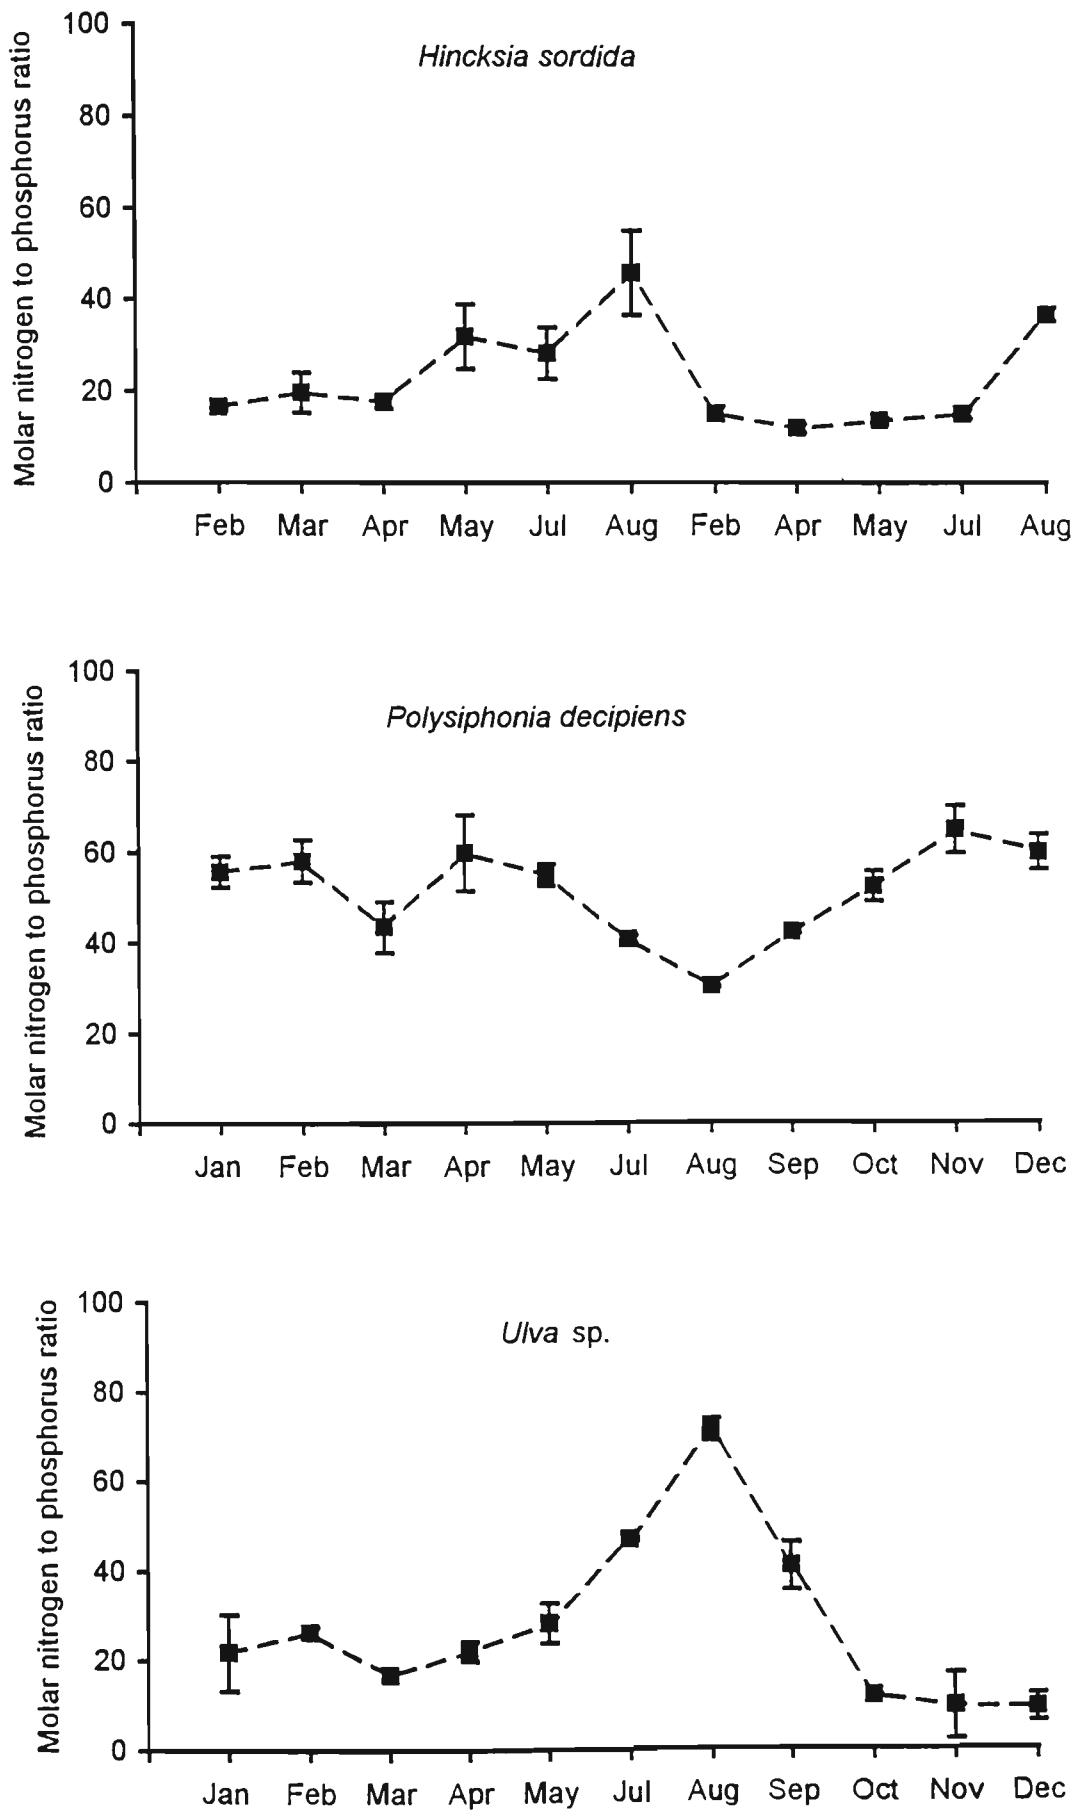 Hincksia sordida
Molar nitrogen to phosphorus ratio
100
80
60
40
20
0
Feb Mar Apr May Jul Aug Feb Apr May Jul Aug
Polysiphonia decipiens
Molar nitrogen to phosphorus ratio
100
80
60
40
20
0
Jan Feb Mar Apr May Jul Aug Sep Oct Nov Dec
Ulva sp.
Molar nitrogen to phosphorus ratio
100
80
60
40
20
0
Jan Feb Mar Apr May Jul Aug Sep Oct Nov Dec